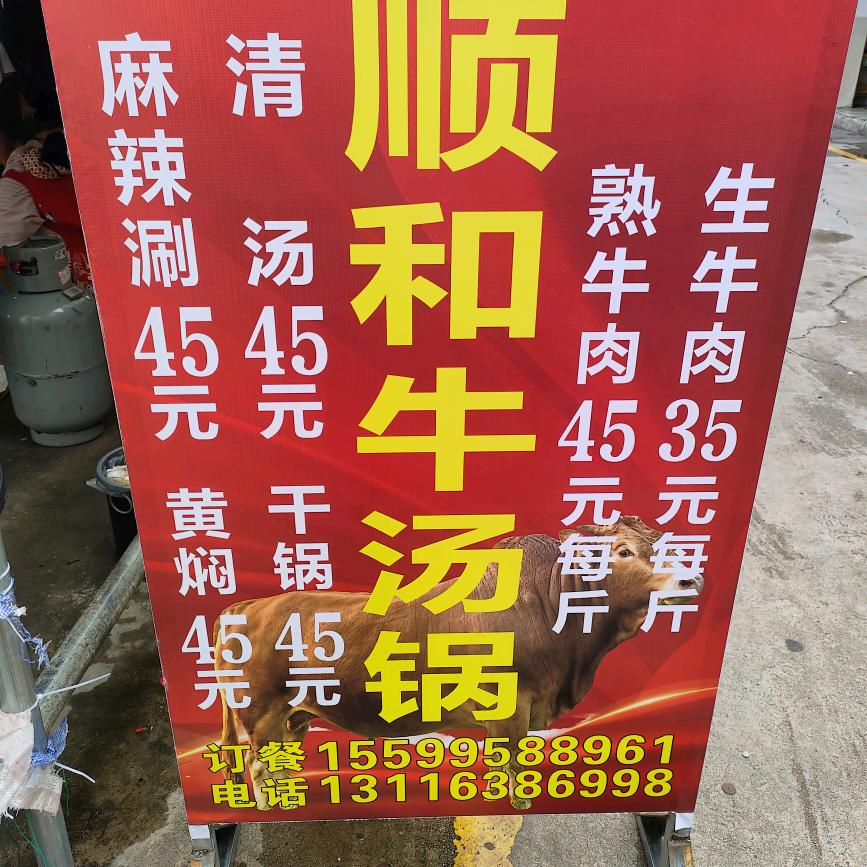 顺和牛汤锅
麻辣涮45元
清汤45元
黄焖45元
干锅45元
熟牛肉45元每斤
生牛肉35元每斤
订餐 15599588961
电话 13116386998